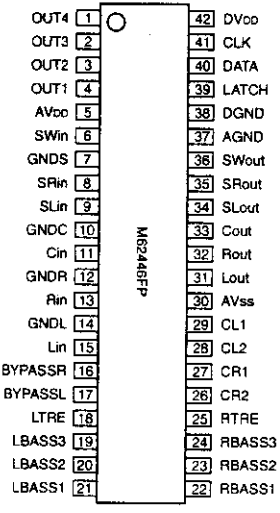 OUT4 1 42 DVDD
OUT3 2 41 CLK
OUT2 3 40 DATA
OUT1 4 39 LATCH
AVDD 5 38 DGND
SWin 6 37 AGND
GNDS 7 36 SWout
SRin 8 35 SRout
SLin 9 34 SLout
GNDC 10 33 Cout
Cin 11 32 Rout
GNDR 12 31 Lout
Rin 13 30 AVss
GNDL 14 29 CL1
Lin 15 28 CL2
BYPASSR 16 27 CR1
BYPASSL 17 26 CR2
LTRE 18 25 RTRE
LBASS3 19 24 RBASS3
LBASS2 20 23 RBASS2
LBASS1 21 22 RBASS1
M62446FP